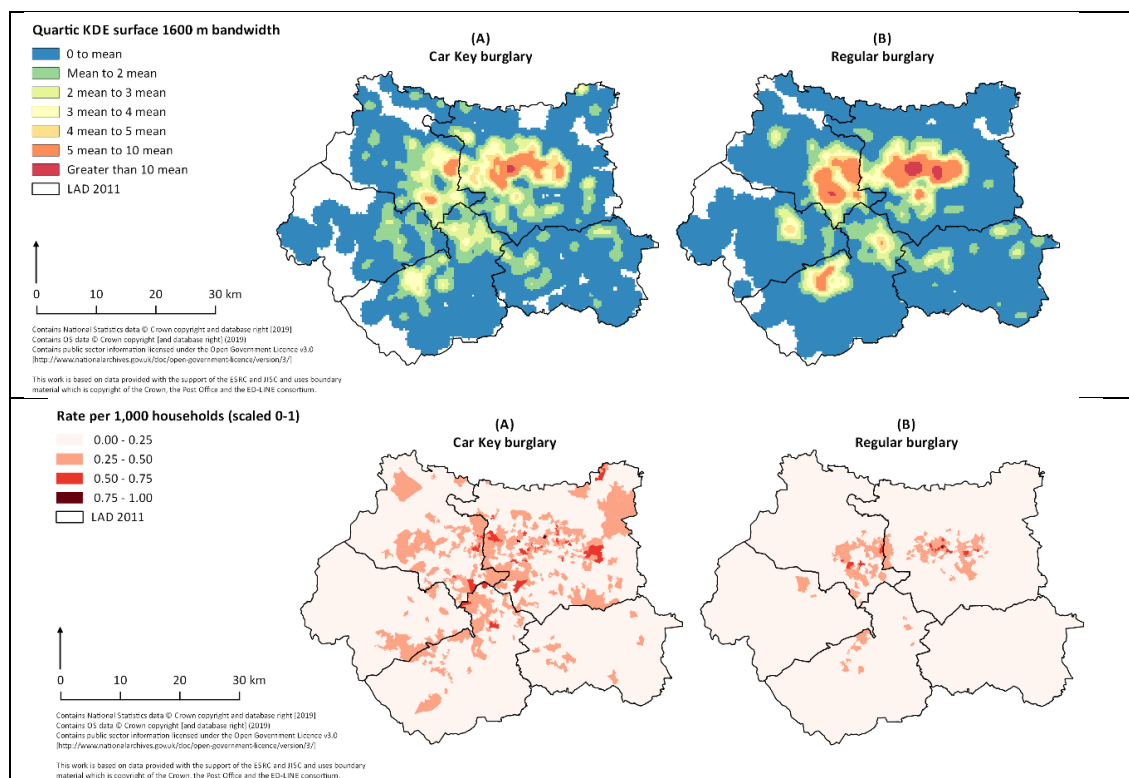 Quartic KDE surface 1600 m bandwidth
0 to mean
Mean to 2 mean
2 mean to 3 mean
3 mean to 4 mean
4 mean to 5 mean
5 mean to 10 mean
Greater than 10 mean
LAD 2011
(A)
Car Key burglary
(B)
Regular burglary
0 10 20 30 km
Contains National Statistics data © Crown copyright and database right [2019]
Contains OS data © Crown copyright [and database right] (2019)
Contains public sector information licensed under the Open Government Licence v3.0
[http://www.nationalarchives.gov.uk/doc/open-government-licence/version/3/]
This work is based on data provided with the support of the ESRC and JISC and uses boundary
material which is copyright of the Crown, the Post Office and the ED-LINE consortium.
Rate per 1,000 households (scaled 0-1)
0.00 - 0.25
0.25 - 0.50
0.50 - 0.75
0.75 - 1.00
LAD 2011
(A)
Car Key burglary
(B)
Regular burglary
0 10 20 30 km
Contains National Statistics data © Crown copyright and database right [2019]
Contains OS data © Crown copyright [and database right] (2019)
Contains public sector information licensed under the Open Government Licence v3.0
[http://www.nationalarchives.gov.uk/doc/open-government-licence/version/3/]
This work is based on data provided with the support of the ESRC and JISC and uses boundary
material which is copyright of the Crown, the Post Office and the ED-LINE consortium.